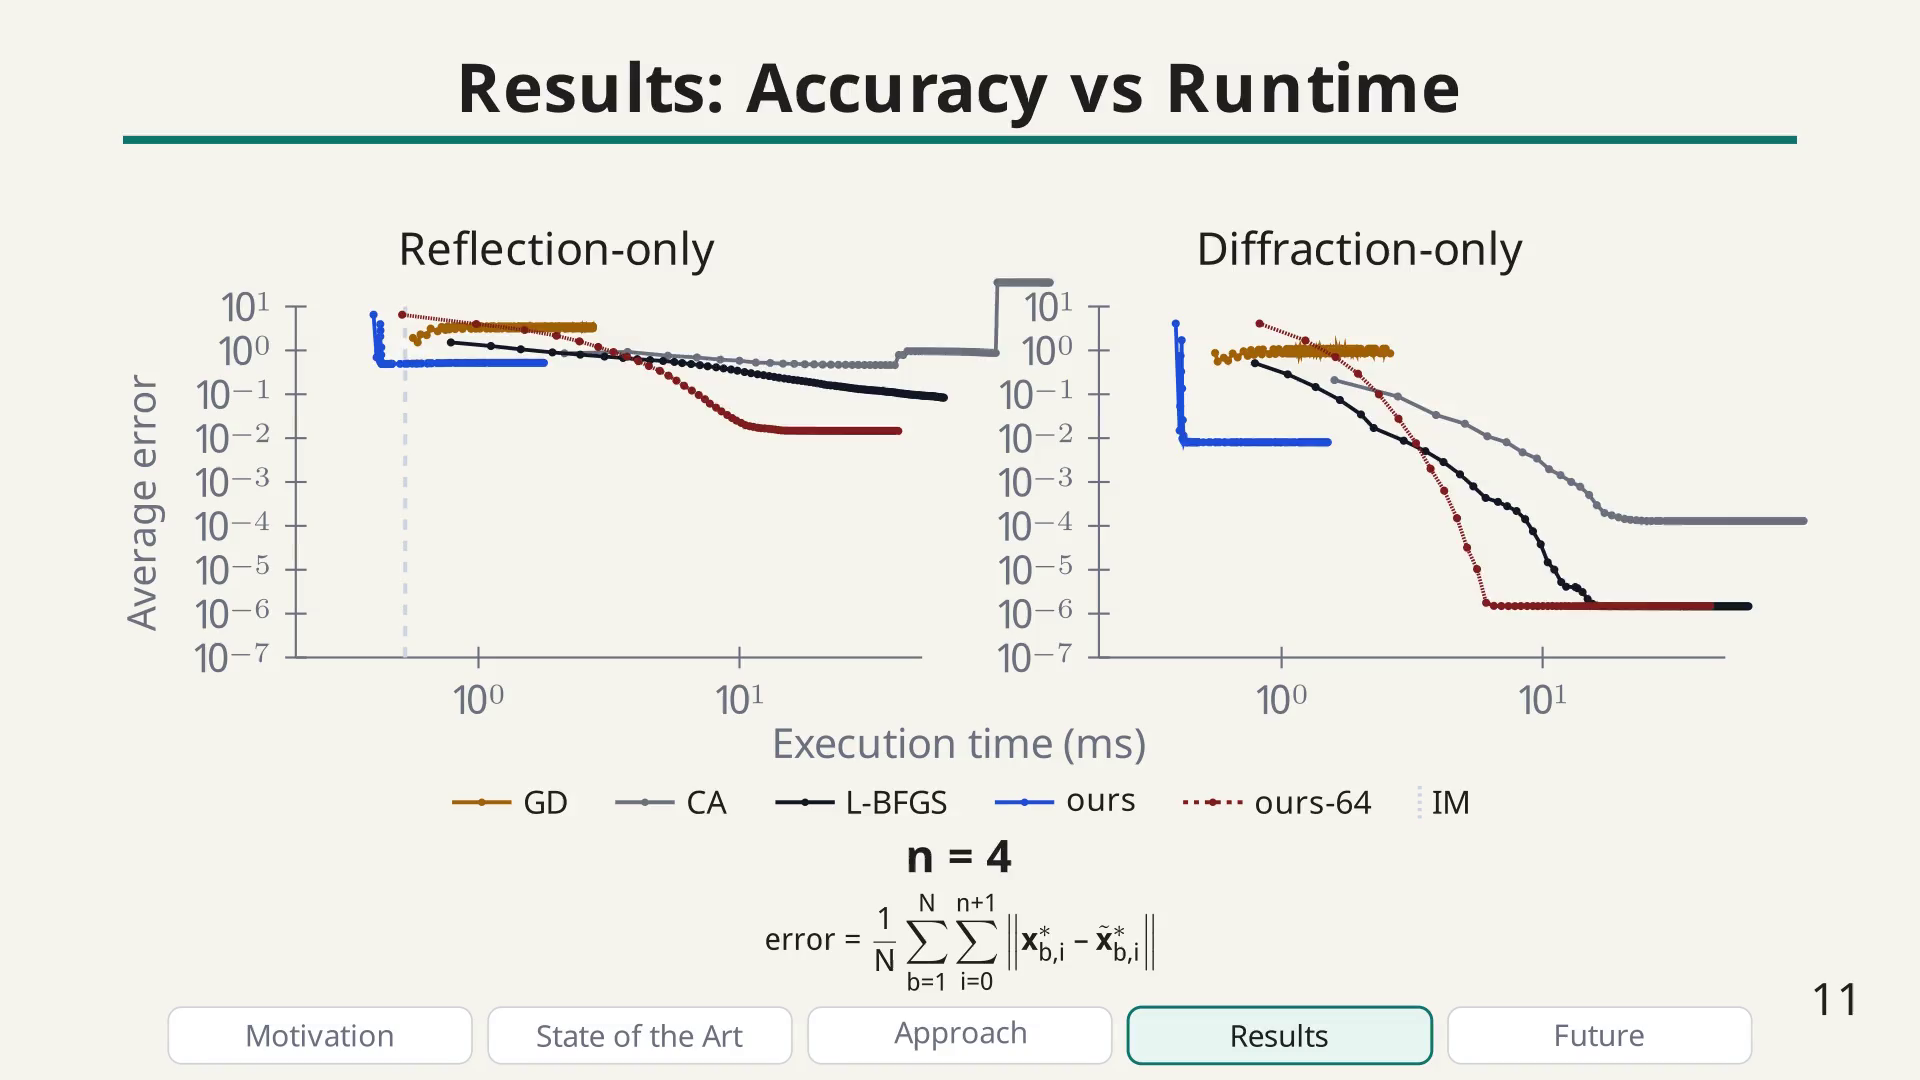 Results: Accuracy vs Runtime
Reflection-only
Diffraction-only
Average error
10¹
10⁰
10⁻¹
10⁻²
10⁻³
10⁻⁴
10⁻⁵
10⁻⁶
10⁻⁷
10⁰ 10¹
10¹
10⁰
10⁻¹
10⁻²
10⁻³
10⁻⁴
10⁻⁵
10⁻⁶
10⁻⁷
10⁰ 10¹
Execution time (ms)
GD CA L-BFGS ours ours-64 IM
n = 4
error = 1/N ∑_{b=1}^{N} ∑_{i=0}^{n+1} ‖x*_{b,i} – x̃*_{b,i}‖
11
Motivation State of the Art Approach Results Future